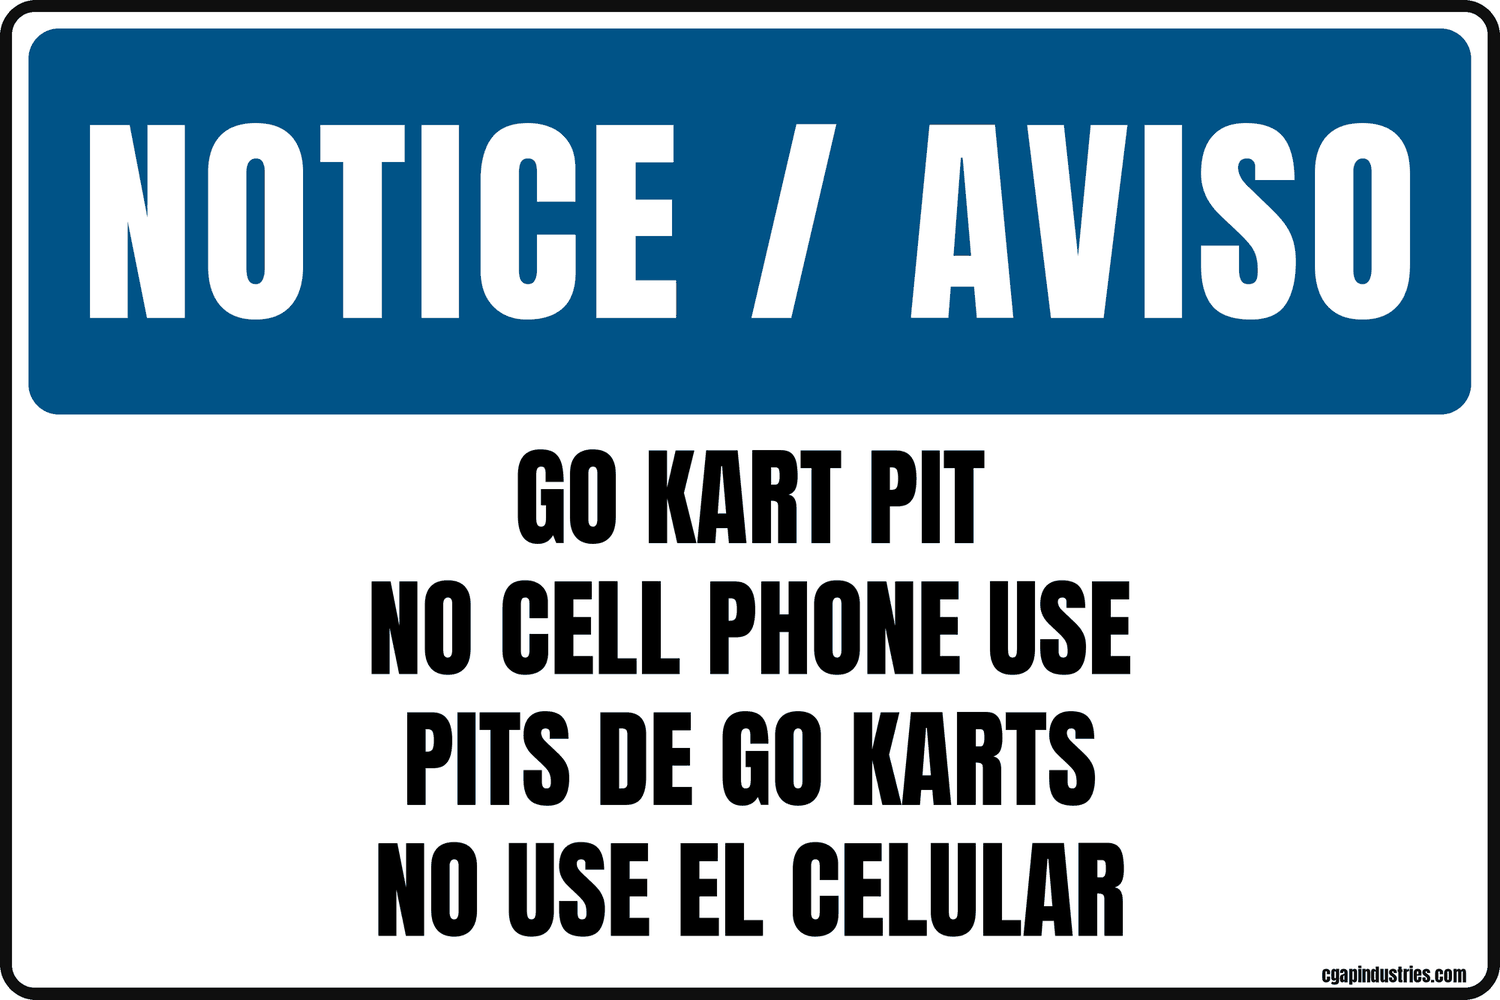 NOTICE / AVISO
GO KART PIT
NO CELL PHONE USE
PITS DE GO KARTS
NO USE EL CELULAR
cgapindustries.com